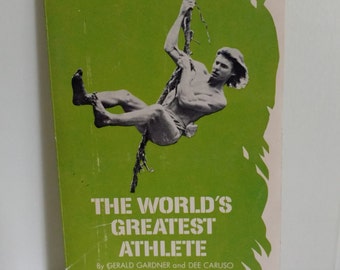 THE WORLD'S
GREATEST
ATHLETE
By GERALD GARDNER and DEE CARUSO